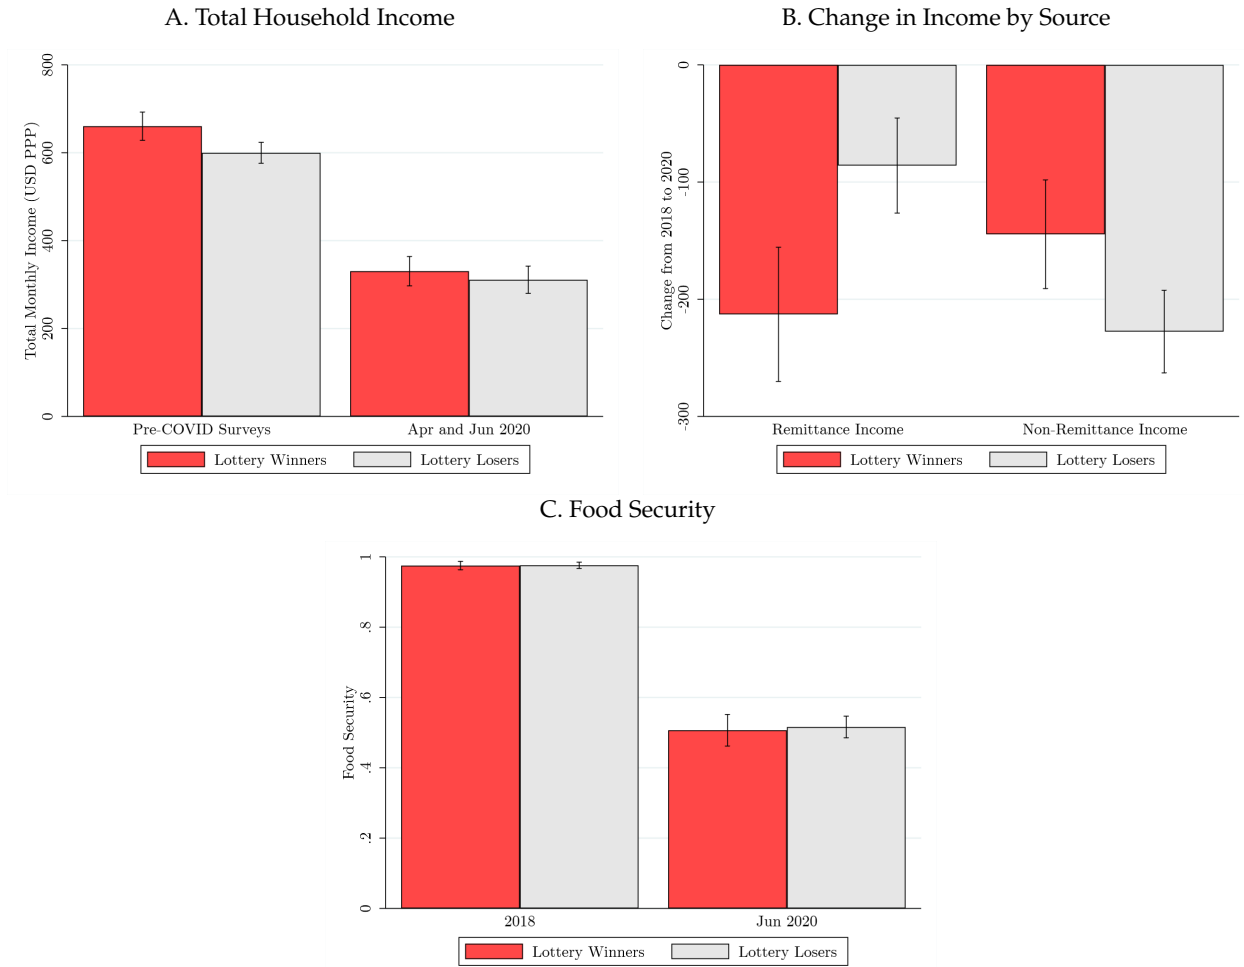 A. Total Household Income
Total Monthly Income (USD PPP)
800
600
400
200
0
Pre-COVID Surveys Apr and Jun 2020
Lottery Winners Lottery Losers
B. Change in Income by Source
Change from 2018 to 2020
0
-100
-200
-300
Remittance Income Non-Remittance Income
Lottery Winners Lottery Losers
C. Food Security
Food Security
1
.8
.6
.4
.2
0
2018 Jun 2020
Lottery Winners Lottery Losers